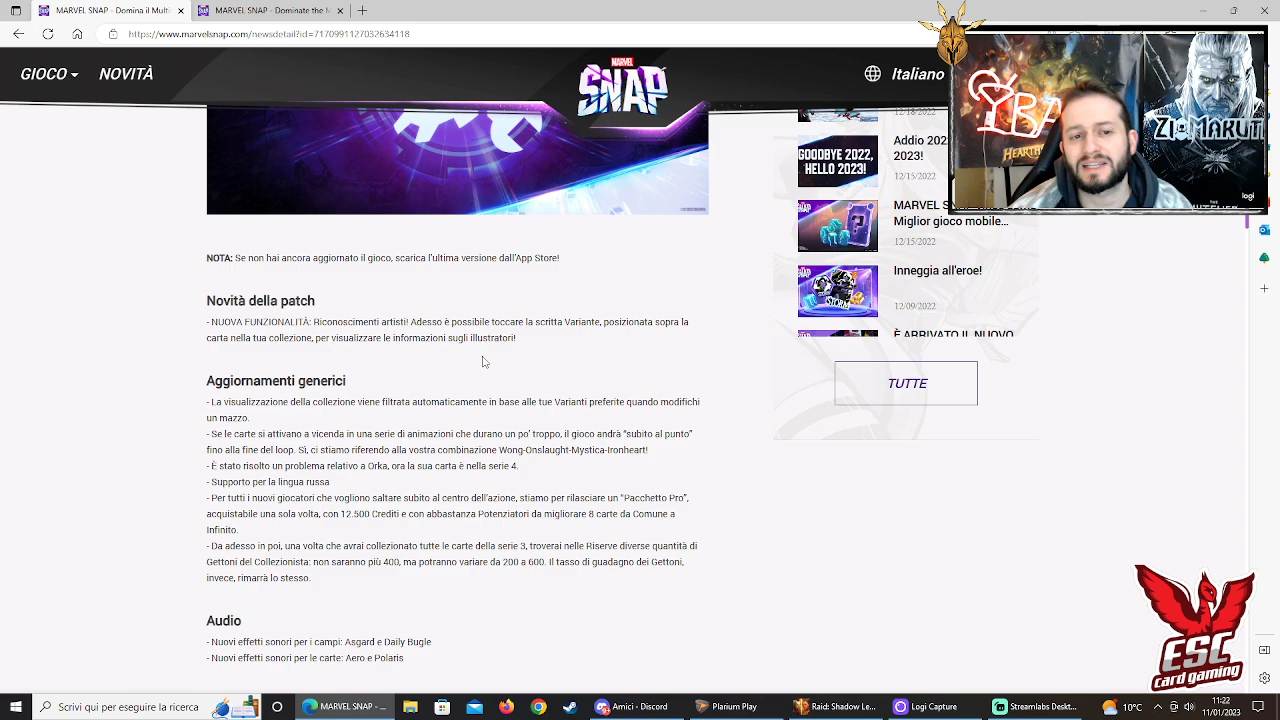 MARVEL SNAP - Domina il Multi
MARVEL SNAP - Dominate the M
https://www.marvelsnap.com/newsdetail?id=7170991127032684118
GIOCO
NOVITÀ
MARVEL
SNAP
Italiano
12/18/2022
GOODBYE 2022,
HELLO 2023!
Addio 202
2023!
12/15/2022
MARVEL
Miglior gioco mobile...
12/15/2022
STORM
Inneggia all'eroe!
12/09/2022
È ARRIVATO IL NUOVO
TUTTE
NOTA: Se non hai ancora aggiornato il gioco, scarica l'ultima versione dall'App Store!
Novità della patch
- NUOVA FUNZIONALITÀ: Riconoscimenti artisti! Adesso è possibile toccare la scritta Variante, posizionata sopra la
carta nella tua collezione, per visualizzare le informazioni sugli illustratori!
Aggiornamenti generici
- La visualizzazione della collezione viene filtrata automaticamente in base alle tue Varianti preferite quando modifichi
un mazzo.
- Se le carte si attivano a vicenda in una serie di animazioni che durano un po' troppo, il gioco andrà "subito al punto"
fino alla fine del loop. Sì, ci stiamo riferendo alla vostra combinazione Wong-Onslaught-Mystica-Ironheart!
- È stato risolto un problema relativo a Orka, ora la sua carta è nella serie 4.
- Supporto per la lingua russa
- Per tutti i nuovi giocatori che vogliono saltare subito al centro dell'azione, stiamo per rilasciare un "Pacchetto Pro",
acquistabile una sola volta, con 12.500 Crediti e con abbastanza Potenziatori da migliorare 8 carte da Comune a
Infinito.
- Da adesso in poi, una volta che avrai collezionato tutte le carte della serie 3, troverai nelle Riserve diverse quantità di
Gettoni del Collezionista: non saranno più 400, ma potranno variare da 200 a 600. Il tasso di guadagno dei Gettoni,
invece, rimarrà lo stesso.
Audio
- Nuovi effetti sonori per i campi: Asgard e Daily Bugle
- Nuovi effetti sonori per le carte: Aero e Polaris
HEARTHS
ZIOMARUT
logi
THE
ESC
card gaming
Scrivi qui per eseguire la ricerca
MARVEL SNAP - ...
Amici - Discord
Planium Play
Raid: Shadow Le...
Logi Capture
Streamlabs Deskt...
10°C
11:22
11/01/2023